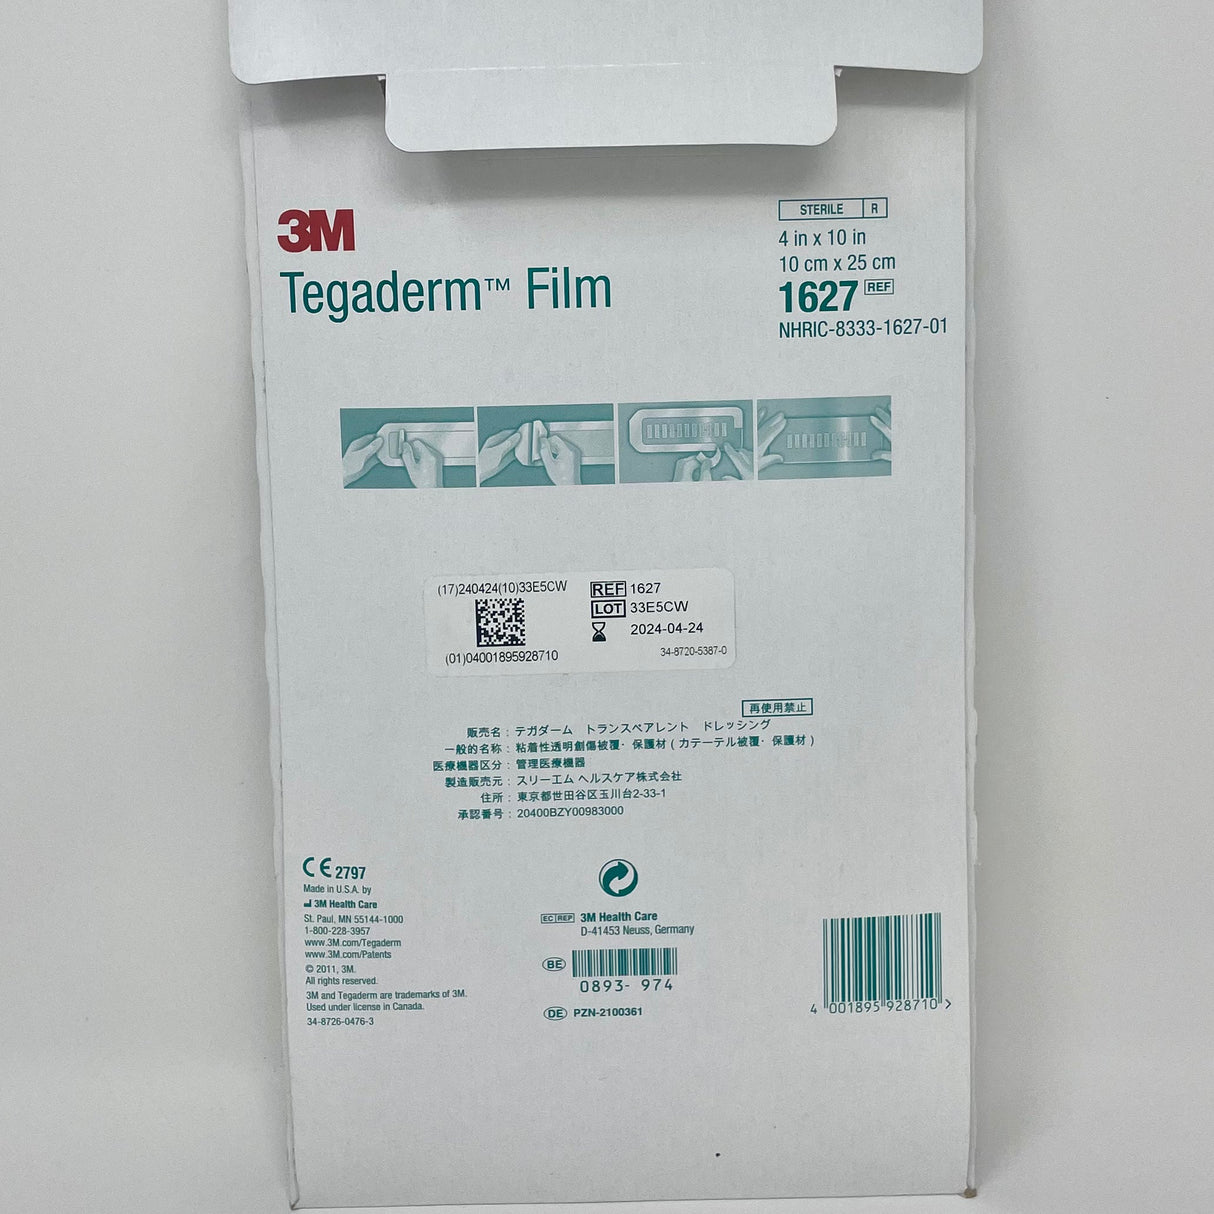 3M
Tegaderm™ Film
STERILE R
4 in x 10 in
10 cm x 25 cm
1627 REF
NHRIC-8333-1627-01
(17)240424(10)33E5CW
(01)04001895928710
REF 1627
LOT 33E5CW
2024-04-24
34-8720-5387-0
再使用禁止
販売名： テガダーム　トランスペアレント　ドレッシング
一般的名称： 粘着性透明創傷被覆・保護材 ( カテーテル被覆・保護材 )
医療機器区分： 管理医療機器
製造販売元： スリーエム ヘルスケア株式会社
住所： 東京都世田谷区玉川台2-33-1
承認番号： 20400BZY00983000
CE 2797
Made in U.S.A. by
3M Health Care
St. Paul, MN 55144-1000
1-800-228-3957
www.3M.com/Tegaderm
www.3M.com/Patents
© 2011, 3M.
All rights reserved.
3M and Tegaderm are trademarks of 3M.
Used under license in Canada.
34-8726-0476-3
EC REP 3M Health Care
D-41453 Neuss, Germany
BE
0893- 974
DE PZN-2100361
4 001895 928710 >